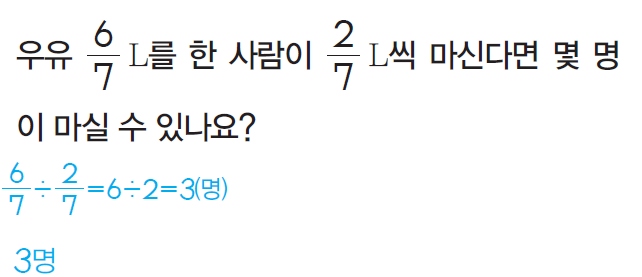 우유 6/7 L를 한 사람이 2/7 L씩 마신다면 몇 명
이 마실 수 있나요?
6/7÷2/7=6÷2=3(명)
3명